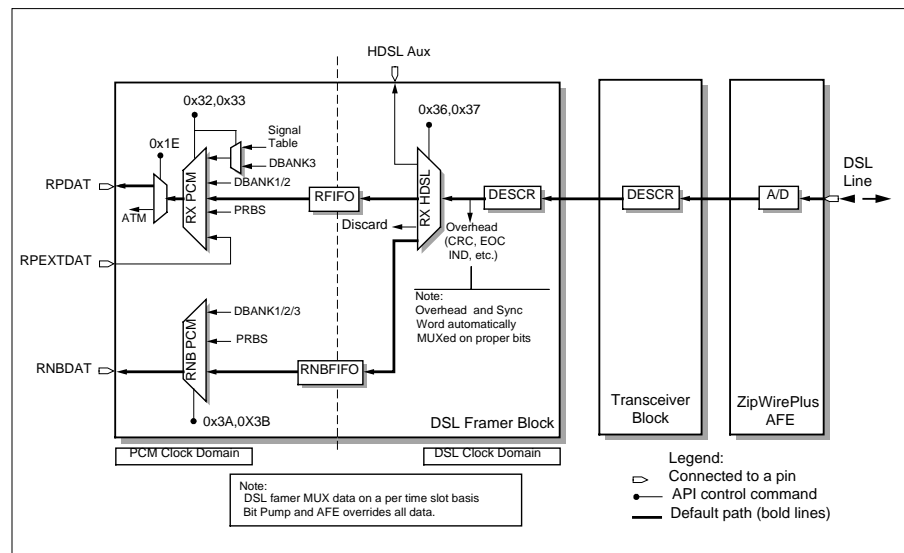 HDSL Aux
0x32,0x33
0x36,0x37
Signal
Table
0x1E
DBANK3
DSL
Line
RPDAT
RX PCM
DBANK1/2
RFIFO
RX HDSL
DESCR
DESCR
A/D
ATM
PRBS
Discard
Overhead
(CRC, EOC
IND, etc.)
RPEXTDAT
Note:
Overhead and Sync
Word automatically
MUXed on proper bits
DBANK1/2/3
RNB PCM
PRBS
RNBDAT
RNBFIFO
0x3A,0X3B
DSL Framer Block
Transceiver
Block
ZipWirePlus
AFE
PCM Clock Domain
DSL Clock Domain
Legend:
Connected to a pin
API control command
Default path (bold lines)
Note:
DSL famer MUX data on a per time slot basis
Bit Pump and AFE overrides all data.